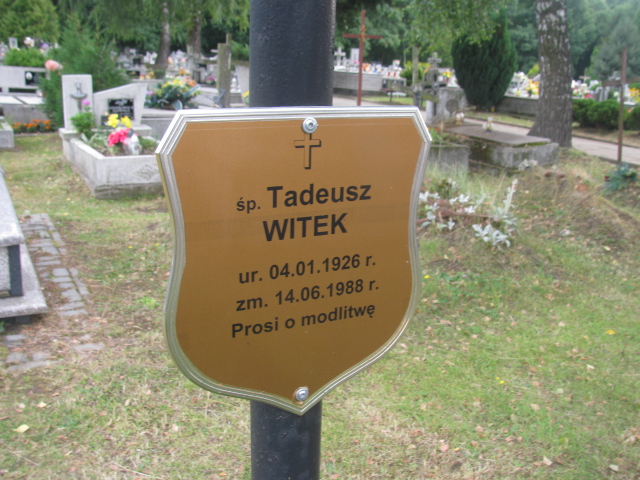 śp. Tadeusz
WITEK
ur. 04.01.1926 r.
zm. 14.06.1988 r.
Prosi o modlitwę